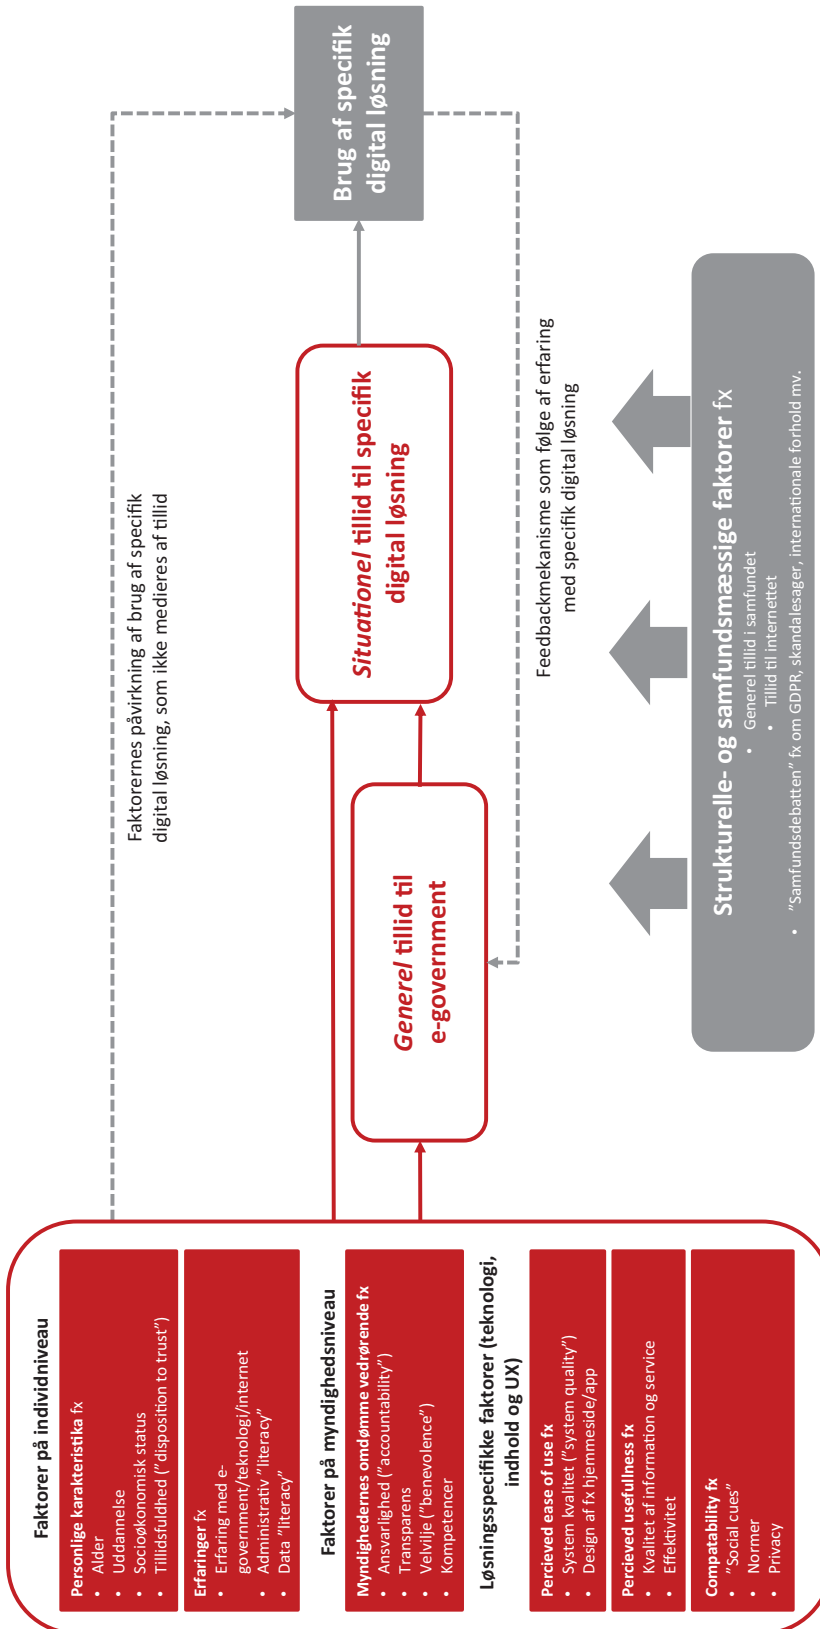 Faktorer på individniveau
Personlige karakteristika fx
• Alder
• Uddannelse
• Socioøkonomisk status
• Tillidsfuldhed ("disposition to trust")
Erfaringer fx
• Erfaring med e-
government/teknologi/internet
• Administrativ "literacy"
• Data "literacy"
Faktorer på myndighedsniveau
Myndighedernes omdømme vedrørende fx
• Ansvarlighed ("accountability")
• Transparens
• Velvilje ("benevolence")
• Kompetencer
Løsningsspecifikke faktorer (teknologi,
indhold og UX)
Percieved ease of use fx
• System kvalitet ("system quality")
• Design af fx hjemmeside/app
Percieved usefullness fx
• Kvalitet af information og service
• Effektivitet
Compatability fx
• "Social cues"
• Normer
• Privacy
Faktorernes påvirkning af brug af specifik
digital løsning, som ikke medieres af tillid
Generel tillid til
e-government
Situationel tillid til specifik
digital løsning
Brug af specifik
digital løsning
Feedbackmekanisme som følge af erfaring
med specifik digital løsning
Strukturelle- og samfundsmæssige faktorer fx
• Generel tillid i samfundet
• Tillid til internettet
• "Samfundsdebatten" fx om GDPR, skandalesager, internationale forhold mv.